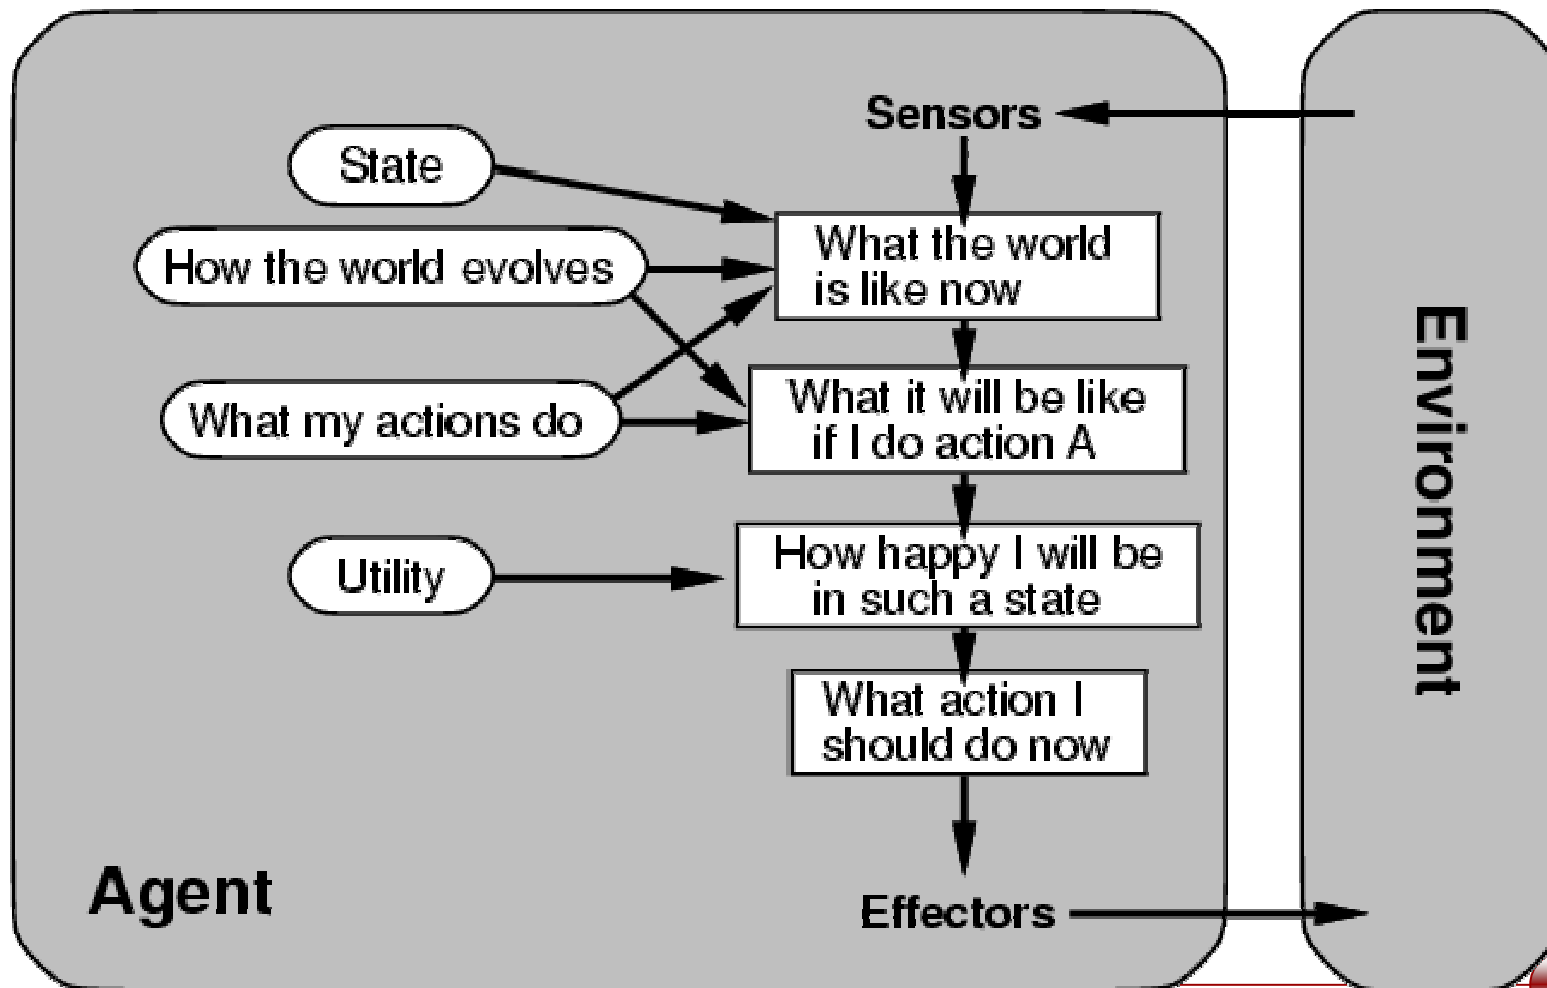 Sensors
State
What the world
is like now
How the world evolves
What it will be like
if I do action A
What my actions do
How happy I will be
in such a state
Utility
What action I
should do now
Effectors
Agent
Environment